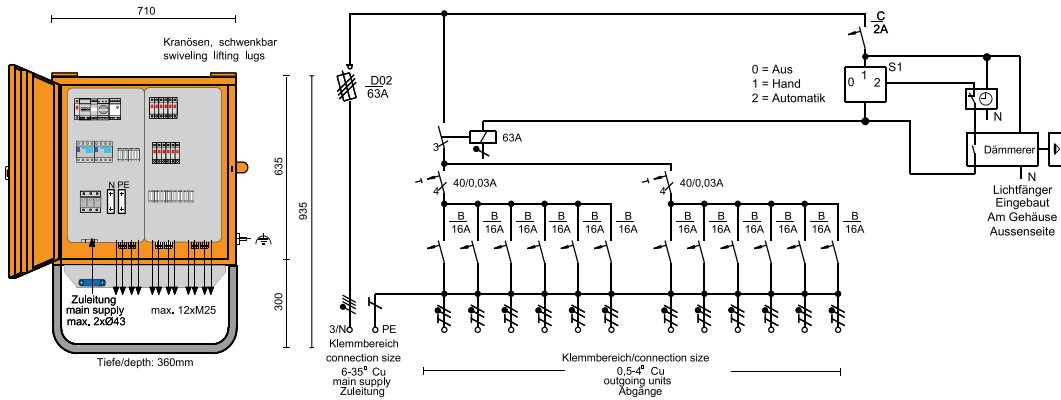 710
Kranösen, schwenkbar
swiveling lifting lugs
N PE
635
935
300
Zuleitung
main supply
max. 2xØ43
max. 12xM25
Tiefe/depth: 360mm
D02
63A
C
2A
0 = Aus
1 = Hand
2 = Automatik
S1
0 1 2
N
3
63A
Dämmerer
N
Lichtfänger
Eingebaut
Am Gehäuse
Aussenseite
4 40/0,03A
4 40/0,03A
B B B B B B
16A 16A 16A 16A 16A 16A
B B B B B B
16A 16A 16A 16A 16A 16A
3/N PE
Klemmbereich
connection size
6-35□ Cu
main supply
Zuleitung
Klemmbereich/connection size
0,5-4□ Cu
outgoing units
Abgänge